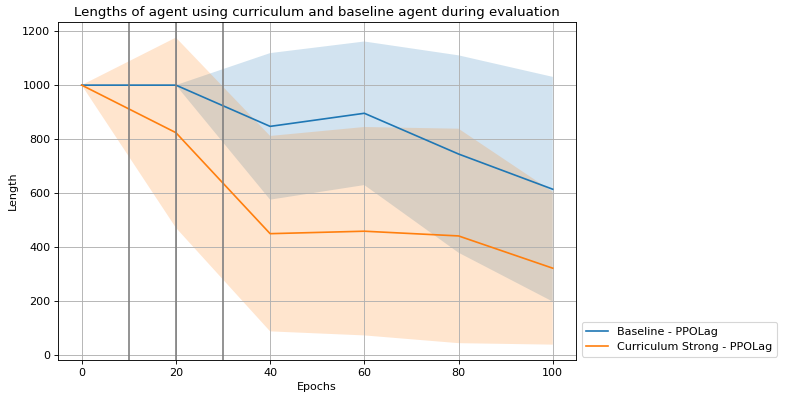 Lengths of agent using curriculum and baseline agent during evaluation
1200
1000
800
600
400
200
0
Length
0 20 40 60 80 100
Epochs
Baseline - PPOLag
Curriculum Strong - PPOLag